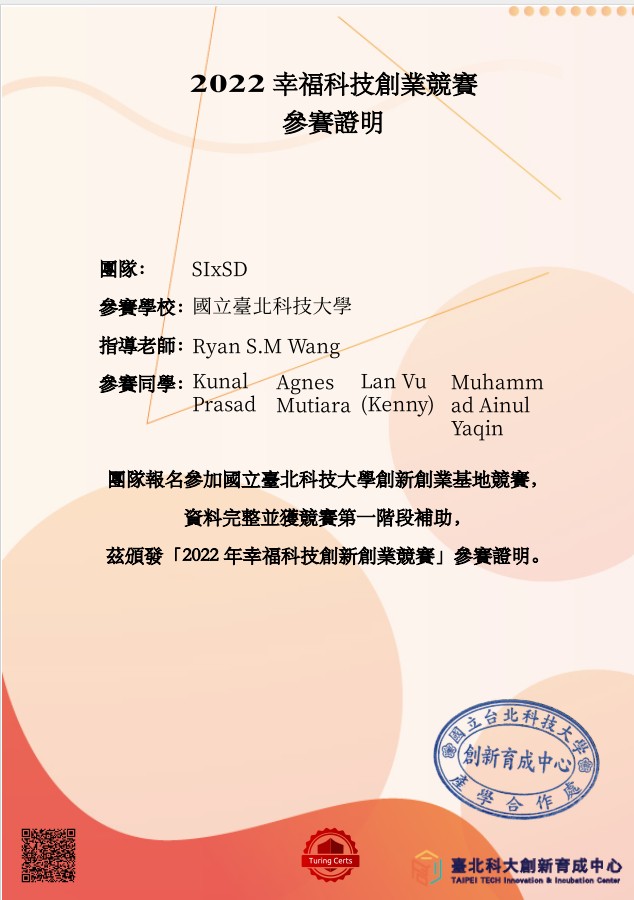 2022 幸福科技創業競賽
參賽證明
團隊: SIxSD
參賽學校: 國立臺北科技大學
指導老師: Ryan S.M Wang
參賽同學: Kunal Prasad Agnes Mutiara Lan Vu (Kenny) Muhammad Ainul Yaqin
團隊報名參加國立臺北科技大學創新創業基地競賽，
資料完整並獲競賽第一階段補助，
茲頒發「2022 年幸福科技創新創業競賽」參賽證明。
國立台北科技大學
創新育成中心
產學合作處
Turing Certs
臺北科大創新育成中心
TAIPEI TECH Innovation & Incubation Center